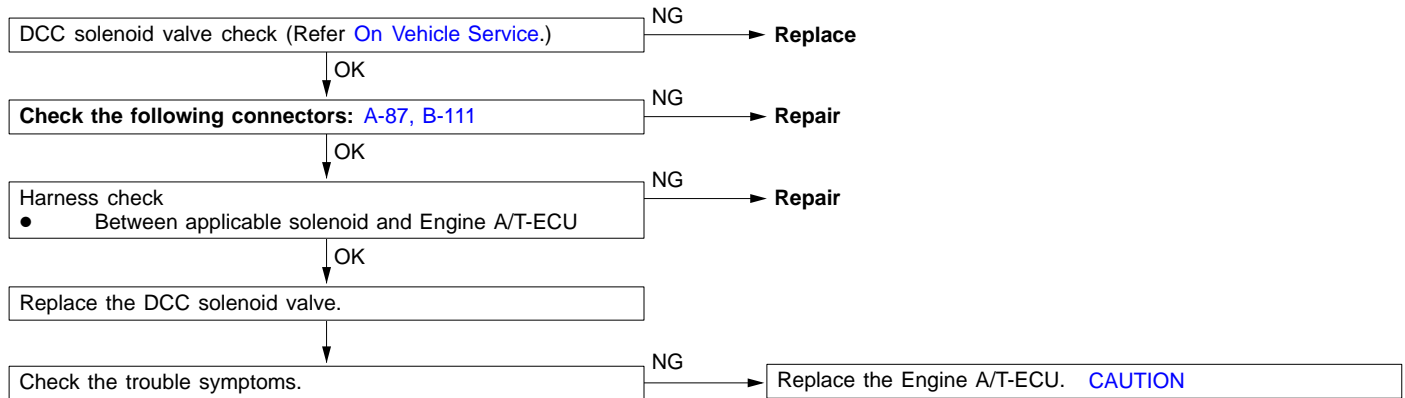 DCC solenoid valve check (Refer On Vehicle Service.)
NG
Replace
OK
Check the following connectors: A-87, B-111
NG
Repair
OK
Harness check
● Between applicable solenoid and Engine A/T-ECU
NG
Repair
OK
Replace the DCC solenoid valve.
Check the trouble symptoms.
NG
Replace the Engine A/T-ECU. CAUTION